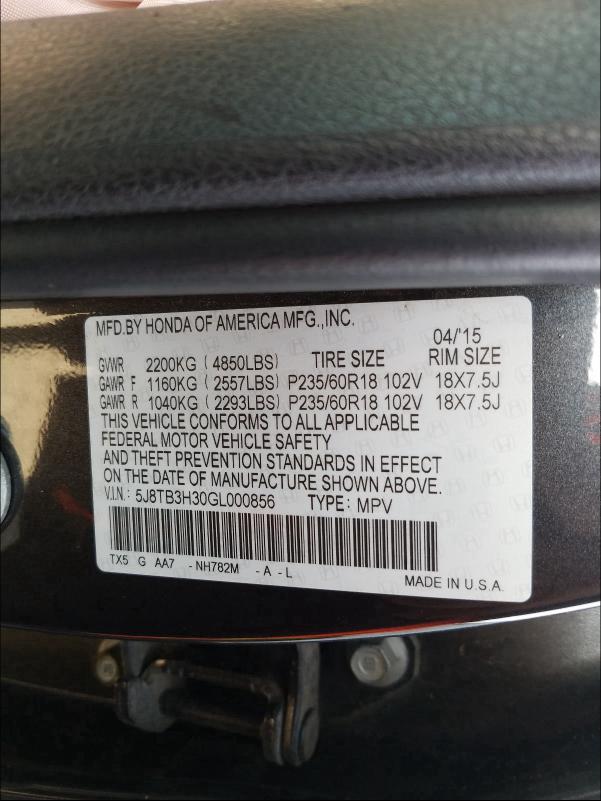 MFD.BY HONDA OF AMERICA MFG.,INC.
04/'15
GVWR 2200KG (4850LBS) TIRE SIZE RIM SIZE
GAWR F 1160KG (2557LBS) P235/60R18 102V 18X7.5J
GAWR R 1040KG (2293LBS) P235/60R18 102V 18X7.5J
THIS VEHICLE CONFORMS TO ALL APPLICABLE
FEDERAL MOTOR VEHICLE SAFETY
AND THEFT PREVENTION STANDARDS IN EFFECT
ON THE DATE OF MANUFACTURE SHOWN ABOVE.
V.I.N.: 5J8TB3H30GL000856 TYPE: MPV
TX5 G AA7 -NH782M -A -L
MADE IN U.S.A.